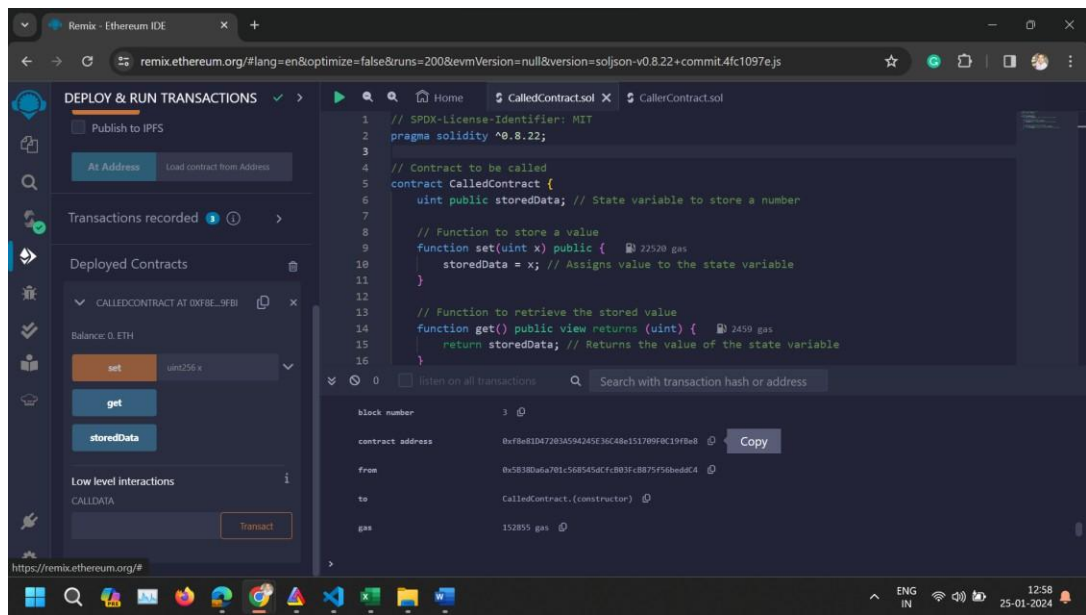 Remix - Ethereum IDE
remix.ethereum.org/#lang=en&optimize=false&runs=200&evmVersion=null&version=soljson-v0.8.22+commit.4fc1097e.js
DEPLOY & RUN TRANSACTIONS
Publish to IPFS
At Address
Load contract from Address
Transactions recorded 3
Deployed Contracts
CALLEDCONTRACT AT 0XF8E...9FBE
Balance: 0. ETH
set
uint256 x
get
storedData
Low level interactions
CALLDATA
Transact
https://remix.ethereum.org/#
Home
CalledContract.sol
CallerContract.sol
1 // SPDX-License-Identifier: MIT
2 pragma solidity ^0.8.22;
3
4 // Contract to be called
5 contract CalledContract {
6 uint public storedData; // State variable to store a number
7
8 // Function to store a value
9 function set(uint x) public { 22520 gas
10 storedData = x; // Assigns value to the state variable
11 }
12
13 // Function to retrieve the stored value
14 function get() public view returns (uint) { 2459 gas
15 return storedData; // Returns the value of the state variable
16 }
0
listen on all transactions
Search with transaction hash or address
block number 3
contract address
Copy
from
to CalledContract.(constructor)
gas 152855 gas
>
ENG
IN
12:58
25-01-2024